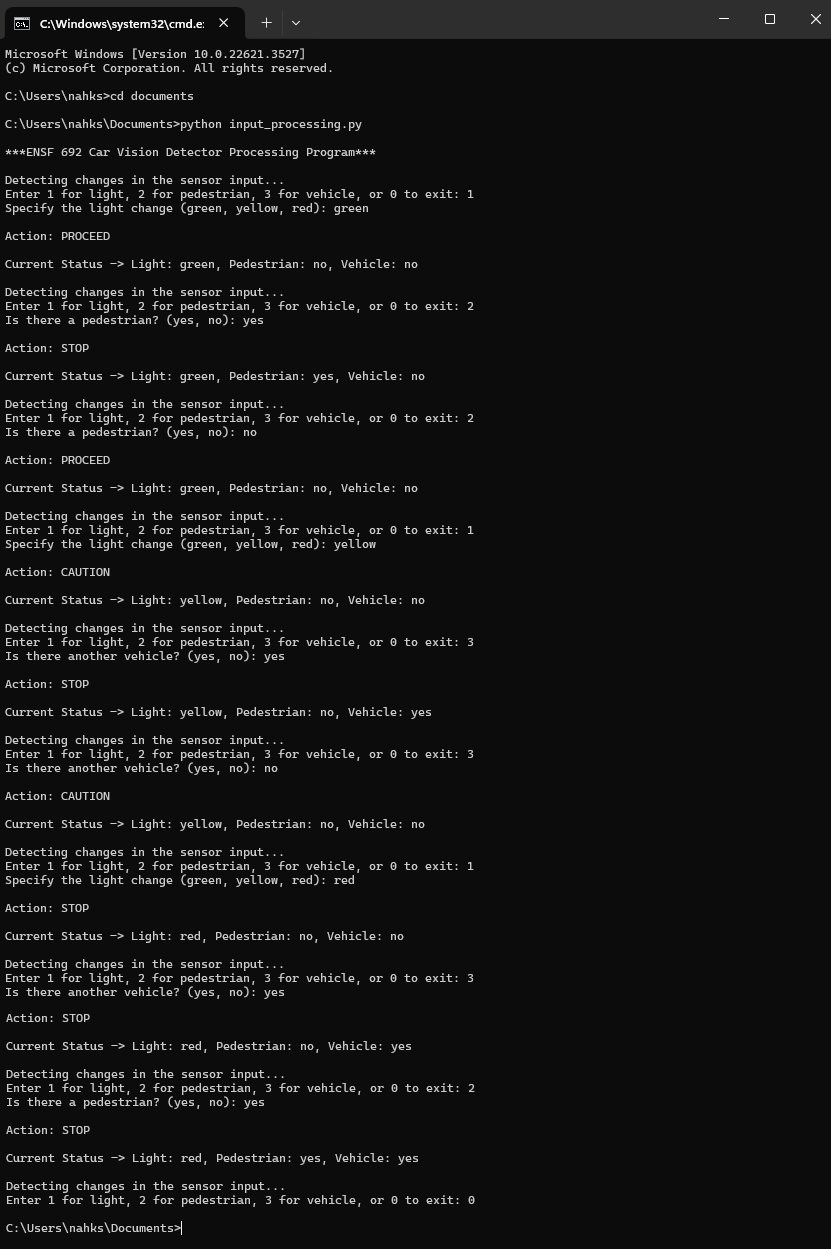 C:\Windows\system32\cmd.e:
Microsoft Windows [Version 10.0.22621.3527]
(c) Microsoft Corporation. All rights reserved.
C:\Users\nahks>cd documents
C:\Users\nahks\Documents>python input_processing.py
***ENSF 692 Car Vision Detector Processing Program***
Detecting changes in the sensor input...
Enter 1 for light, 2 for pedestrian, 3 for vehicle, or 0 to exit: 1
Specify the light change (green, yellow, red): green
Action: PROCEED
Current Status -> Light: green, Pedestrian: no, Vehicle: no
Detecting changes in the sensor input...
Enter 1 for light, 2 for pedestrian, 3 for vehicle, or 0 to exit: 2
Is there a pedestrian? (yes, no): yes
Action: STOP
Current Status -> Light: green, Pedestrian: yes, Vehicle: no
Detecting changes in the sensor input...
Enter 1 for light, 2 for pedestrian, 3 for vehicle, or 0 to exit: 2
Is there a pedestrian? (yes, no): no
Action: PROCEED
Current Status -> Light: green, Pedestrian: no, Vehicle: no
Detecting changes in the sensor input...
Enter 1 for light, 2 for pedestrian, 3 for vehicle, or 0 to exit: 1
Specify the light change (green, yellow, red): yellow
Action: CAUTION
Current Status -> Light: yellow, Pedestrian: no, Vehicle: no
Detecting changes in the sensor input...
Enter 1 for light, 2 for pedestrian, 3 for vehicle, or 0 to exit: 3
Is there another vehicle? (yes, no): yes
Action: STOP
Current Status -> Light: yellow, Pedestrian: no, Vehicle: yes
Detecting changes in the sensor input...
Enter 1 for light, 2 for pedestrian, 3 for vehicle, or 0 to exit: 3
Is there another vehicle? (yes, no): no
Action: CAUTION
Current Status -> Light: yellow, Pedestrian: no, Vehicle: no
Detecting changes in the sensor input...
Enter 1 for light, 2 for pedestrian, 3 for vehicle, or 0 to exit: 1
Specify the light change (green, yellow, red): red
Action: STOP
Current Status -> Light: red, Pedestrian: no, Vehicle: no
Detecting changes in the sensor input...
Enter 1 for light, 2 for pedestrian, 3 for vehicle, or 0 to exit: 3
Is there another vehicle? (yes, no): yes
Action: STOP
Current Status -> Light: red, Pedestrian: no, Vehicle: yes
Detecting changes in the sensor input...
Enter 1 for light, 2 for pedestrian, 3 for vehicle, or 0 to exit: 2
Is there a pedestrian? (yes, no): yes
Action: STOP
Current Status -> Light: red, Pedestrian: yes, Vehicle: yes
Detecting changes in the sensor input...
Enter 1 for light, 2 for pedestrian, 3 for vehicle, or 0 to exit: 0
C:\Users\nahks\Documents>